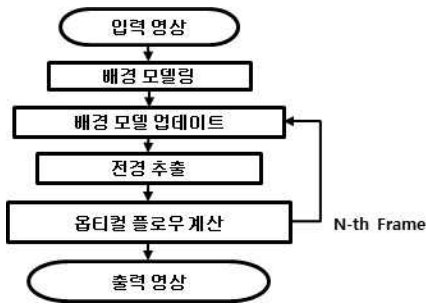 입력 영상
배경 모델링
배경 모델 업데이트
전경 추출
옵티컬 플로우 계산
N-th Frame
출력 영상